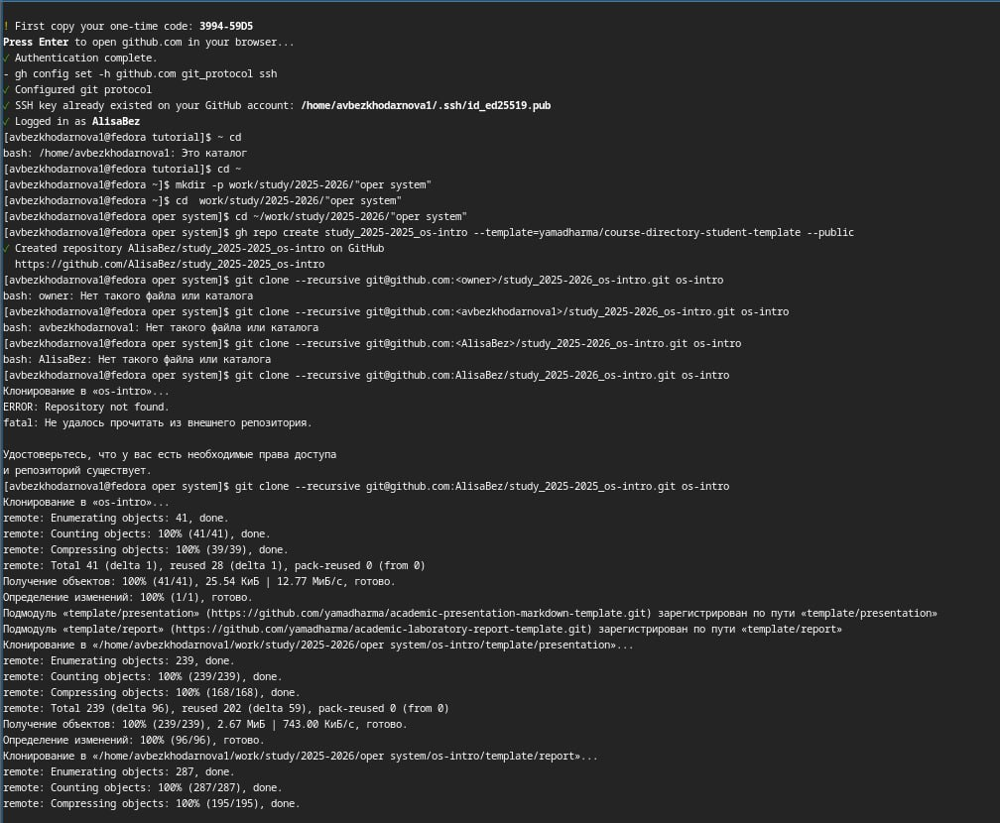 ! First copy your one-time code: 3994-59D5
Press Enter to open github.com in your browser...
✓ Authentication complete.
- gh config set -h github.com git_protocol ssh
✓ Configured git protocol
✓ SSH key already existed on your GitHub account: /home/avbezkhodarnova1/.ssh/id_ed25519.pub
✓ Logged in as AlisaBez
[avbezkhodarnova1@fedora tutorial]$ ~ cd
bash: /home/avbezkhodarnova1: Это каталог
[avbezkhodarnova1@fedora tutorial]$ cd ~
[avbezkhodarnova1@fedora ~]$ mkdir -p work/study/2025-2026/"oper system"
[avbezkhodarnova1@fedora ~]$ cd  work/study/2025-2026/"oper system"
[avbezkhodarnova1@fedora oper system]$ cd ~/work/study/2025-2026/"oper system"
[avbezkhodarnova1@fedora oper system]$ gh repo create study_2025-2025_os-intro --template=yamadharma/course-directory-student-template --public
✓ Created repository AlisaBez/study_2025-2025_os-intro on GitHub
  https://github.com/AlisaBez/study_2025-2025_os-intro
[avbezkhodarnova1@fedora oper system]$ git clone --recursive git@github.com:<owner>/study_2025-2026_os-intro.git os-intro
bash: owner: Нет такого файла или каталога
[avbezkhodarnova1@fedora oper system]$ git clone --recursive git@github.com:<avbezkhodarnova1>/study_2025-2026_os-intro.git os-intro
bash: avbezkhodarnova1: Нет такого файла или каталога
[avbezkhodarnova1@fedora oper system]$ git clone --recursive git@github.com:<AlisaBez>/study_2025-2026_os-intro.git os-intro
bash: AlisaBez: Нет такого файла или каталога
[avbezkhodarnova1@fedora oper system]$ git clone --recursive git@github.com:AlisaBez/study_2025-2026_os-intro.git os-intro
Клонирование в «os-intro»...
ERROR: Repository not found.
fatal: Не удалось прочитать из внешнего репозитория.

Удостоверьтесь, что у вас есть необходимые права доступа
и репозиторий существует.
[avbezkhodarnova1@fedora oper system]$ git clone --recursive git@github.com:AlisaBez/study_2025-2025_os-intro.git os-intro
Клонирование в «os-intro»...
remote: Enumerating objects: 41, done.
remote: Counting objects: 100% (41/41), done.
remote: Compressing objects: 100% (39/39), done.
remote: Total 41 (delta 1), reused 28 (delta 1), pack-reused 0 (from 0)
Получение объектов: 100% (41/41), 25.54 КиБ | 12.77 МиБ/с, готово.
Определение изменений: 100% (1/1), готово.
Подмодуль «template/presentation» (https://github.com/yamadharma/academic-presentation-markdown-template.git) зарегистрирован по пути «template/presentation»
Подмодуль «template/report» (https://github.com/yamadharma/academic-laboratory-report-template.git) зарегистрирован по пути «template/report»
Клонирование в «/home/avbezkhodarnova1/work/study/2025-2026/oper system/os-intro/template/presentation»...
remote: Enumerating objects: 239, done.
remote: Counting objects: 100% (239/239), done.
remote: Compressing objects: 100% (168/168), done.
remote: Total 239 (delta 96), reused 202 (delta 59), pack-reused 0 (from 0)
Получение объектов: 100% (239/239), 2.67 МиБ | 743.00 КиБ/с, готово.
Определение изменений: 100% (96/96), готово.
Клонирование в «/home/avbezkhodarnova1/work/study/2025-2026/oper system/os-intro/template/report»...
remote: Enumerating objects: 287, done.
remote: Counting objects: 100% (287/287), done.
remote: Compressing objects: 100% (195/195), done.